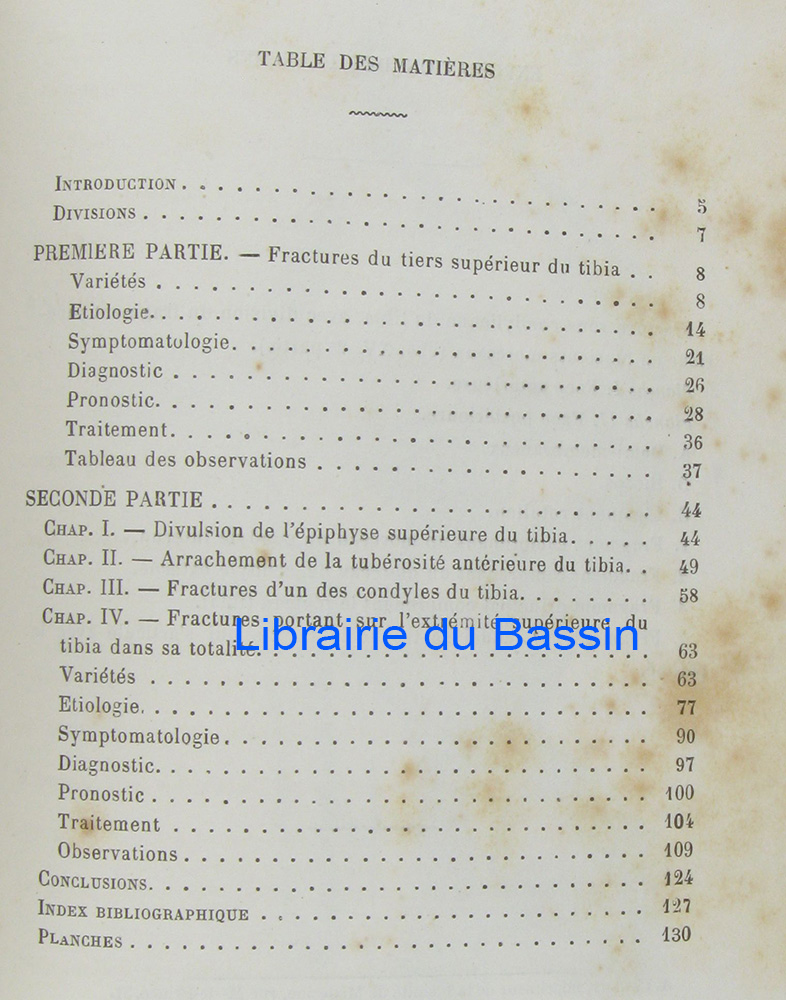 TABLE DES MATIÈRES
INTRODUCTION . . . . . . . . . . . . . . . . . . . . 5
DIVISIONS . . . . . . . . . . . . . . . . . . . . 7
PREMIERE PARTIE. — Fractures du tiers supérieur du tibia . . 8
Variétés . . . . . . . . . . . . . . . . . . . . 8
Etiologie. . . . . . . . . . . . . . . . . . . . 14
Symptomatologie. . . . . . . . . . . . . . . . . . 21
Diagnostic . . . . . . . . . . . . . . . . . . . . 26
Pronostic. . . . . . . . . . . . . . . . . . . . 28
Traitement. . . . . . . . . . . . . . . . . . . . 36
Tableau des observations . . . . . . . . . . . . . . 37
SECONDE PARTIE . . . . . . . . . . . . . . . . . . 44
CHAP. I. — Divulsion de l'épiphyse supérieure du tibia. . . . . 44
CHAP. II. — Arrachement de la tubérosité antérieure du tibia. . 49
CHAP. III. — Fractures d'un des condyles du tibia. . . . . . . . 58
CHAP. IV. — Fractures portant sur l'extrémité supérieure du
Librairie du Bassin
tibia dans sa totalité. . . . . . . . . . . . . . . . 63
Variétés . . . . . . . . . . . . . . . . . . . . 63
Etiologie. . . . . . . . . . . . . . . . . . . . 77
Symptomatologie. . . . . . . . . . . . . . . . . . 90
Diagnostic. . . . . . . . . . . . . . . . . . . . 97
Pronostic . . . . . . . . . . . . . . . . . . . . 100
Traitement . . . . . . . . . . . . . . . . . . . . 104
Observations . . . . . . . . . . . . . . . . . . . 109
CONCLUSIONS. . . . . . . . . . . . . . . . . . . . 124
INDEX BIBLIOGRAPHIQUE . . . . . . . . . . . . . . . . 127
PLANCHES . . . . . . . . . . . . . . . . . . . . 130